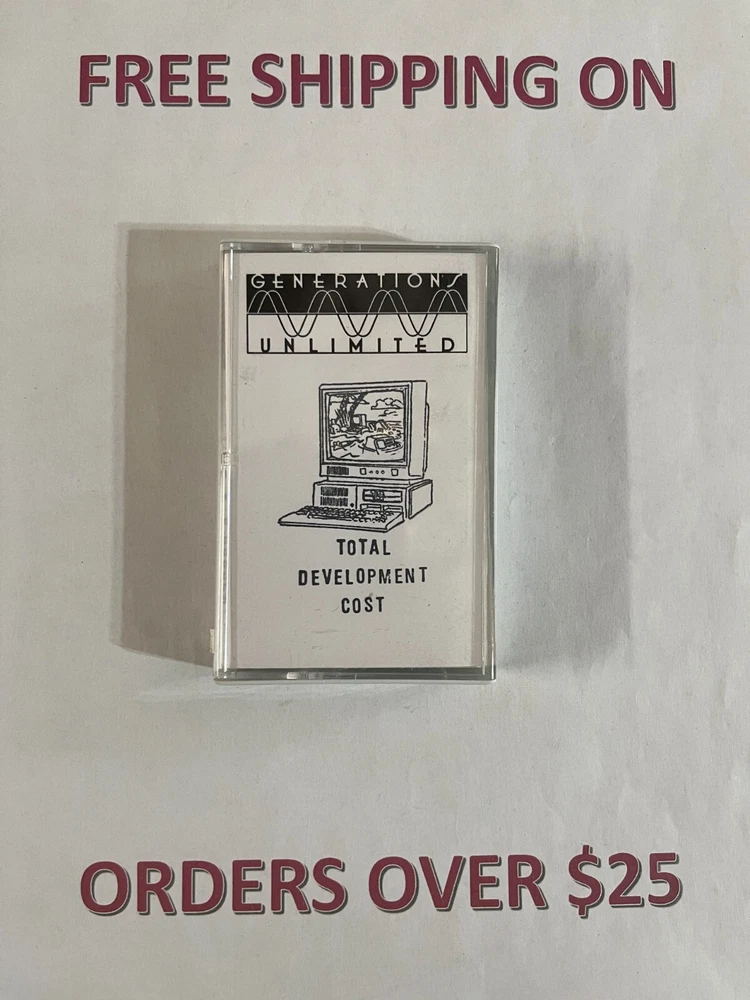 FREE SHIPPING ON
GENERATIONS
UNLIMITED
TOTAL
DEVELOPMENT
COST
ORDERS OVER $25